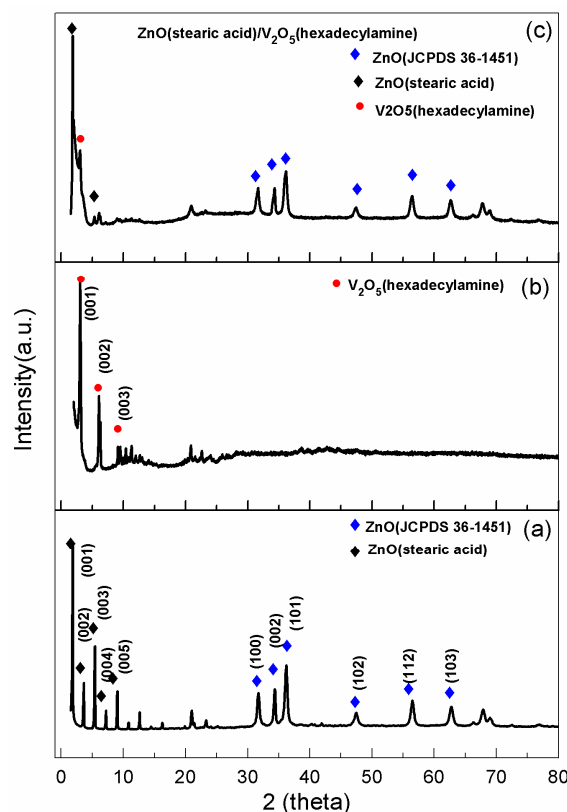 ZnO(stearic acid)/V₂O₅(hexadecylamine)
(c)
ZnO(JCPDS 36-1451)
ZnO(stearic acid)
V2O5(hexadecylamine)
V₂O₅(hexadecylamine)
(b)
(001)
(002)
(003)
Intensity(a.u.)
ZnO(JCPDS 36-1451)
(a)
ZnO(stearic acid)
(001)
(002)
(003)
(004)
(005)
(100)
(002)
(101)
(102)
(112)
(103)
0 10 20 30 40 50 60 70 80
2 (theta)